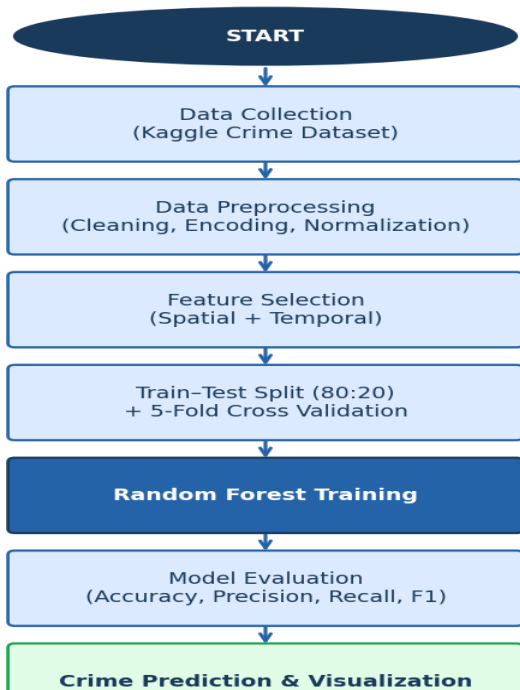 START
Data Collection
(Kaggle Crime Dataset)
Data Preprocessing
(Cleaning, Encoding, Normalization)
Feature Selection
(Spatial + Temporal)
Train–Test Split (80:20)
+ 5-Fold Cross Validation
Random Forest Training
Model Evaluation
(Accuracy, Precision, Recall, F1)
Crime Prediction & Visualization